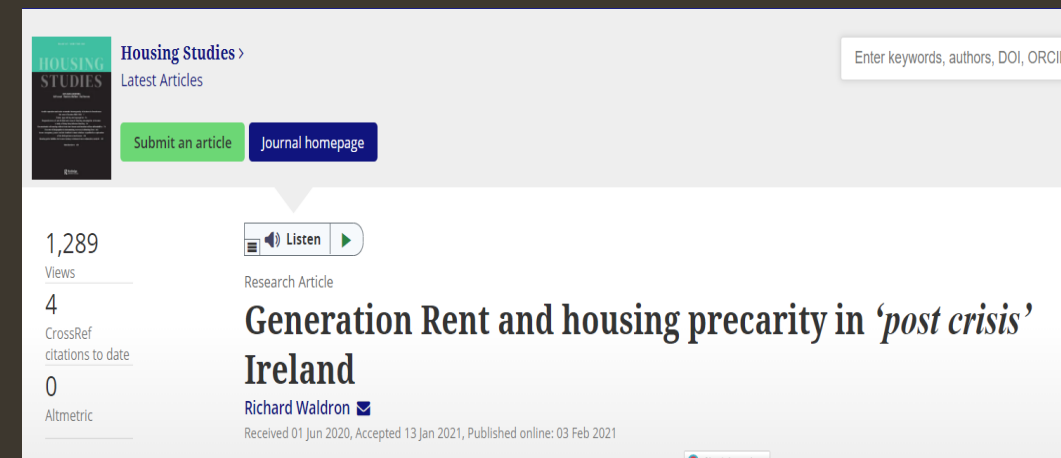 HOUSING
STUDIES
Housing Studies >
Latest Articles
Enter keywords, authors, DOI, ORCI
Submit an article
Journal homepage
1,289
Views
4
CrossRef
citations to date
0
Altmetric
Listen
Research Article
Generation Rent and housing precarity in ‘post crisis’
Ireland
Richard Waldron
Received 01 Jun 2020, Accepted 13 Jan 2021, Published online: 03 Feb 2021